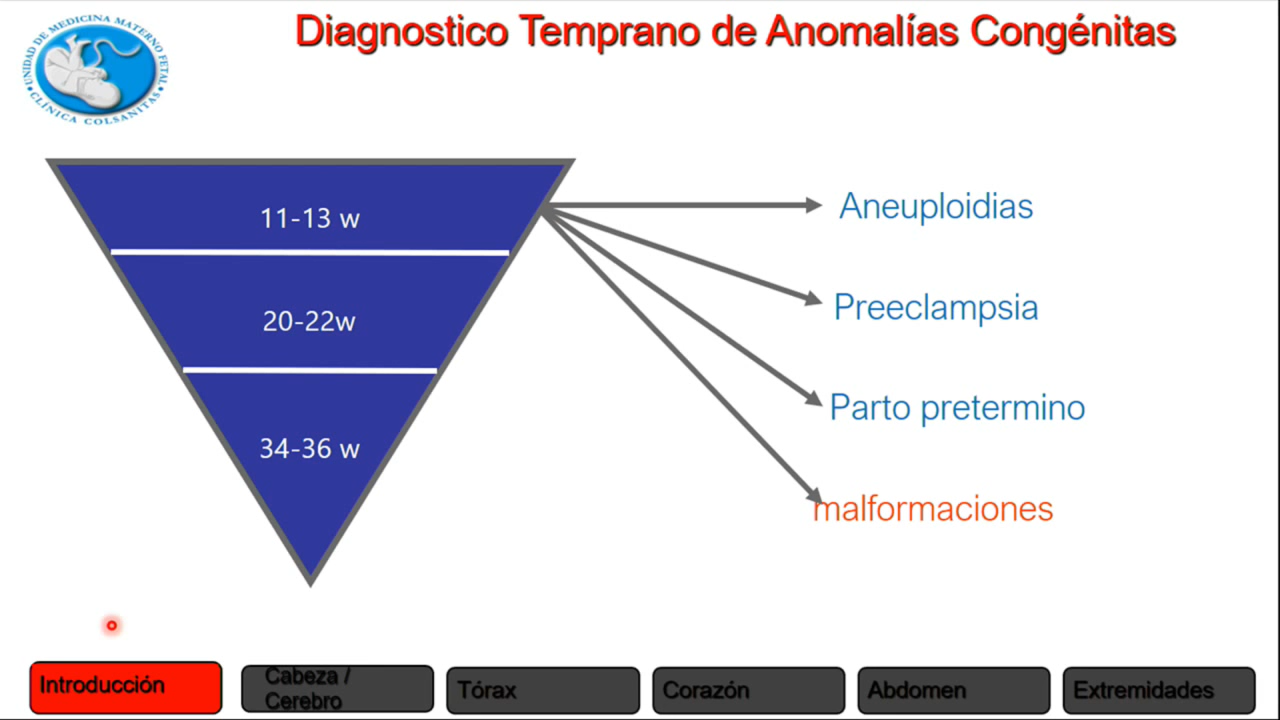 Diagnostico Temprano de Anomalías Congénitas
UNIDAD DE MEDICINA MATERNO FETAL
CLÍNICA COLSANITAS
11-13 w
20-22w
34-36 w
Aneuploidias
Preeclampsia
Parto pretermino
malformaciones
Introducción
Cabeza /
Cerebro
Tórax
Corazón
Abdomen
Extremidades